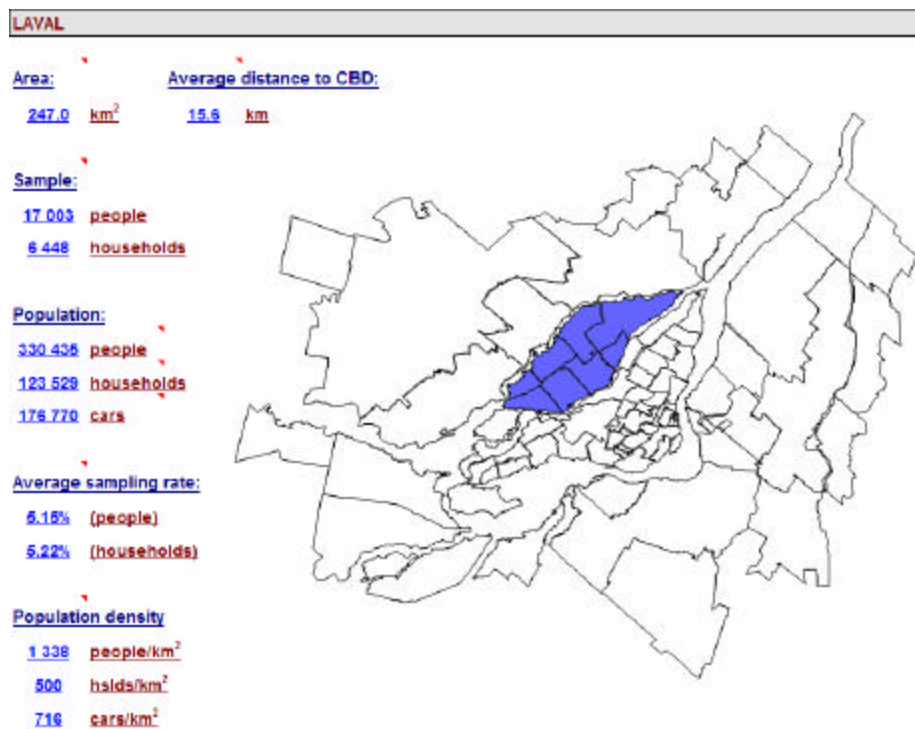 LAVAL
Area: Average distance to CBD:
247.0 km² 15.6 km
Sample:
17 003 people
6 448 households
Population:
330 435 people
123 529 households
176 770 cars
Average sampling rate:
5.15% (people)
5.22% (households)
Population density
1 338 people/km²
500 hslds/km²
716 cars/km²